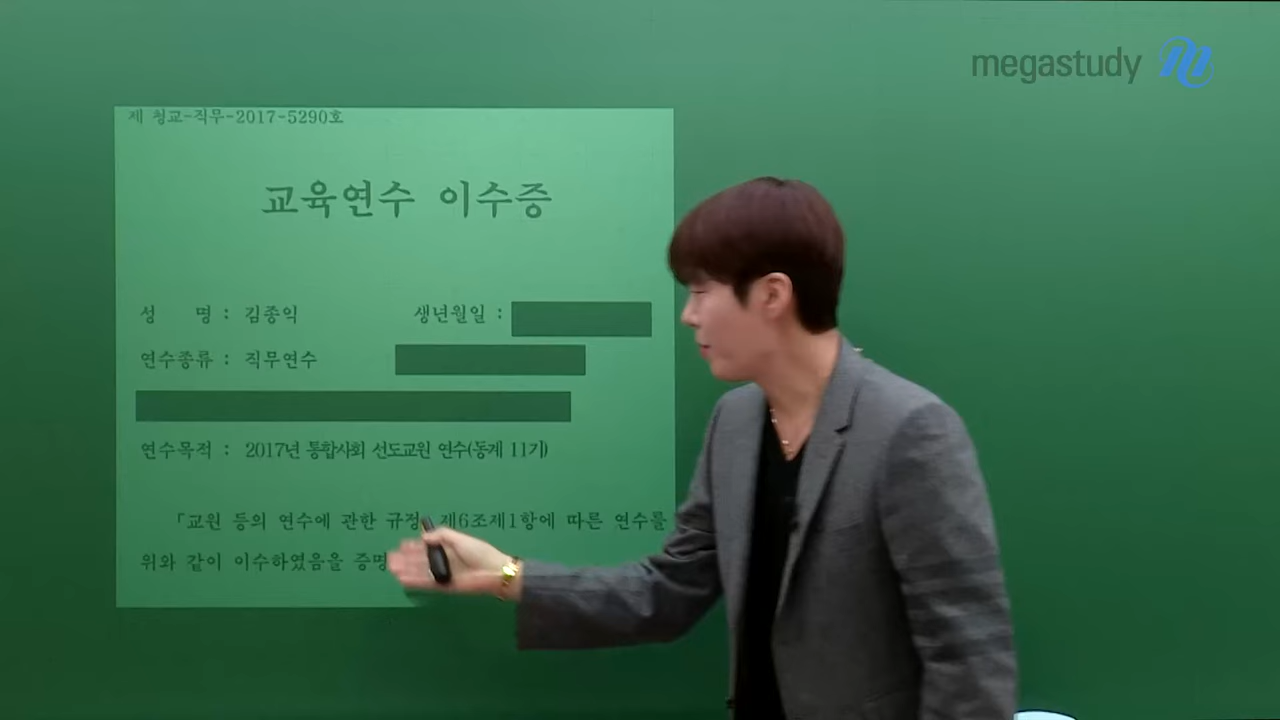 megastudy
제 청교-직무-2017-5290호
교육연수 이수증
성 명 : 김종익 생년월일 :
연수종류 : 직무연수
연수목적 : 2017년 통합사회 선도교원 연수(동계 11기)
「교원 등의 연수에 관한 규정 제6조제1항에 따른 연수를
위와 같이 이수하였음을 증명